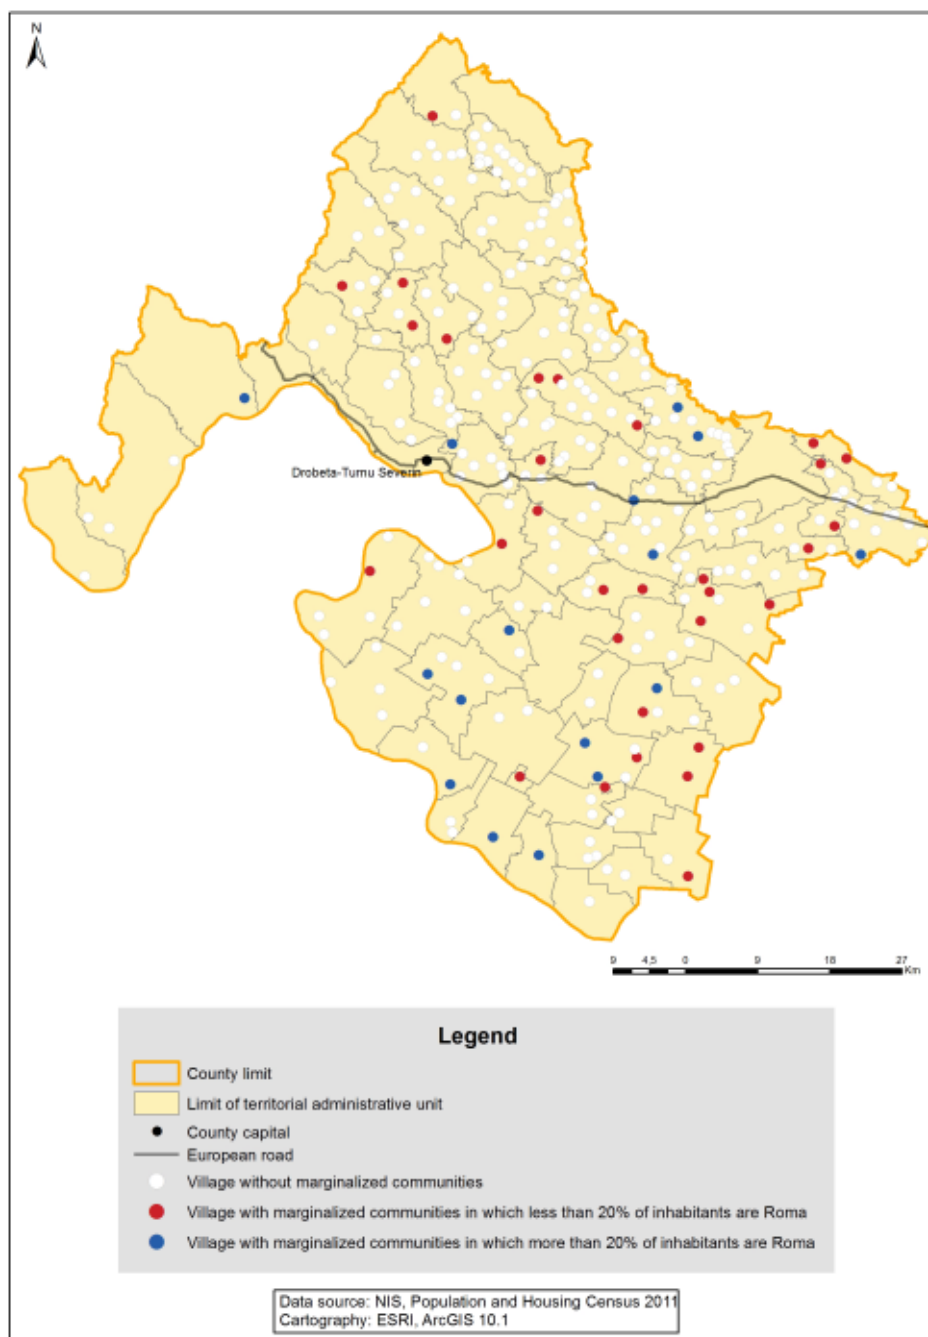 N
Drobeta-Turnu Severin
9 4,5 0 9 18 27
Km
Legend
County limit
Limit of territorial administrative unit
County capital
European road
Village without marginalized communities
Village with marginalized communities in which less than 20% of inhabitants are Roma
Village with marginalized communities in which more than 20% of inhabitants are Roma
Data source: NIS, Population and Housing Census 2011
Cartography: ESRI, ArcGIS 10.1